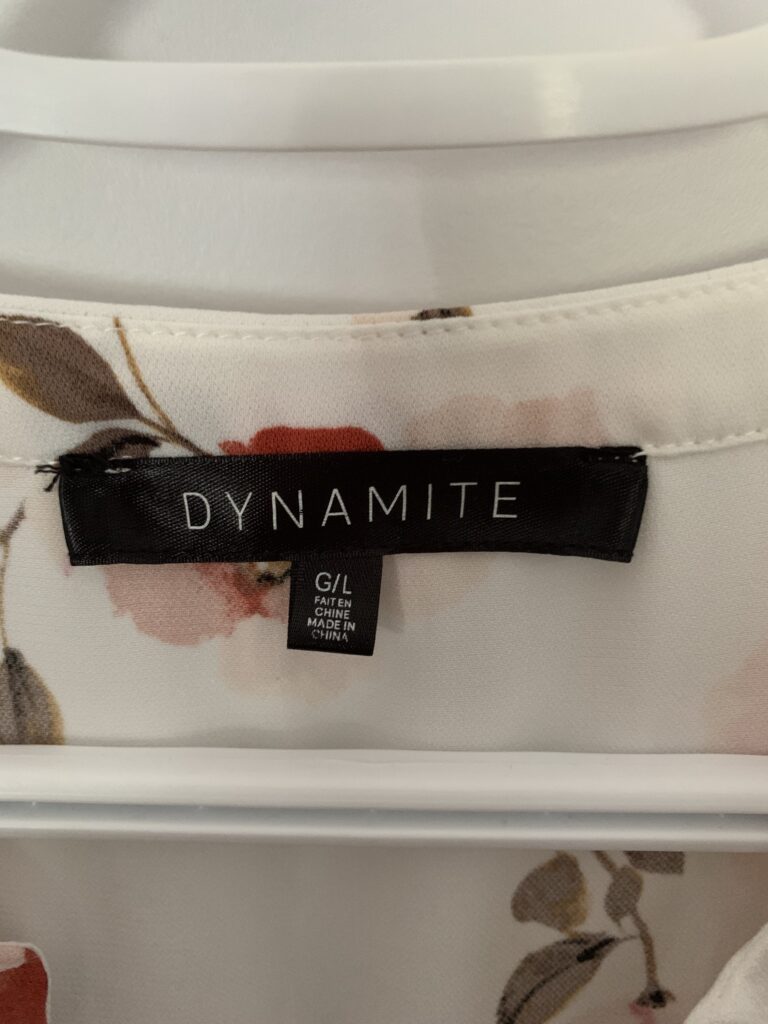 DYNAMITE
G/L
FAIT EN
CHINE
MADE IN
CHINA